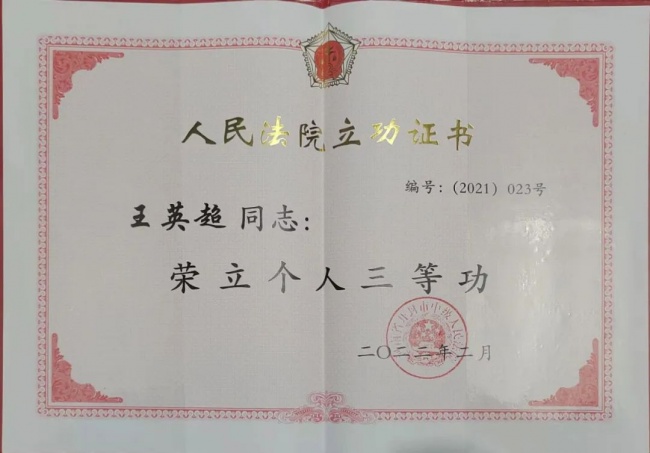 人民法院立功证书
编号:(2021) 023号
王英超 同志:
荣立个人三等功
二〇二二年二月